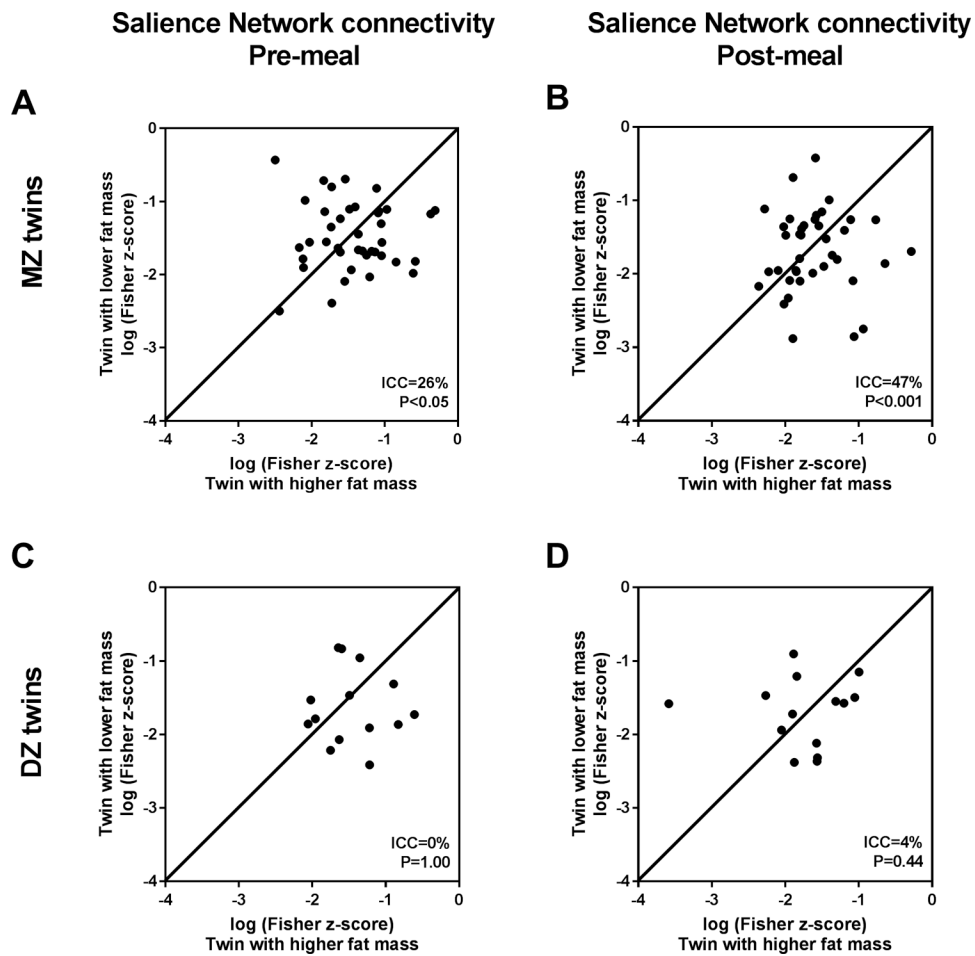 Salience Network connectivity
Pre-meal
Salience Network connectivity
Post-meal
A
B
MZ twins
Twin with lower fat mass
log (Fisher z-score)
0
-1
-2
-3
-4
-4
-3
-2
-1
0
ICC=26%
P<0.05
log (Fisher z-score)
Twin with higher fat mass
Twin with lower fat mass
log (Fisher z-score)
0
-1
-2
-3
-4
-4
-3
-2
-1
0
ICC=47%
P<0.001
log (Fisher z-score)
Twin with higher fat mass
C
D
DZ twins
Twin with lower fat mass
log (Fisher z-score)
0
-1
-2
-3
-4
-4
-3
-2
-1
0
ICC=0%
P=1.00
log (Fisher z-score)
Twin with higher fat mass
Twin with lower fat mass
log (Fisher z-score)
0
-1
-2
-3
-4
-4
-3
-2
-1
0
ICC=4%
P=0.44
log (Fisher z-score)
Twin with higher fat mass